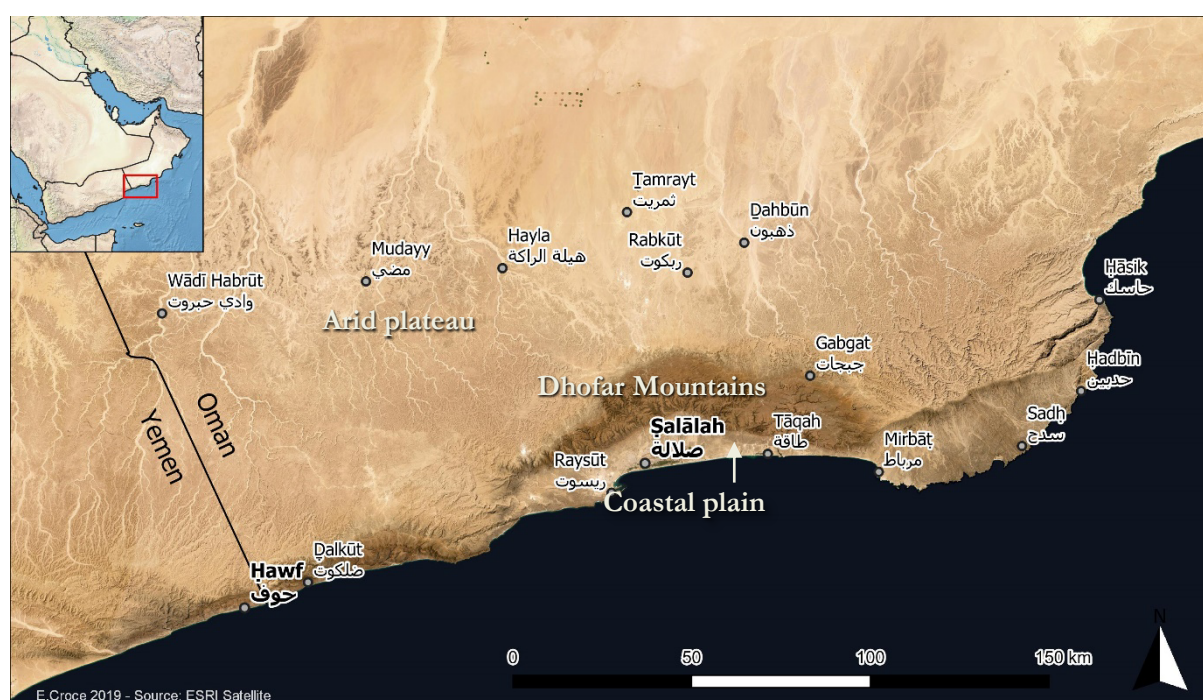 Ṯamrayt
ثمريت
Ḏahbūn
ذهبون
Hayla
هيلة الراكة
Rabkūt
ربكوت
Mudayy
مضي
Wādī Habrūt
وادي حبروت
Ḥāsik
حاسك
Arid plateau
Gabgat
جبجات
Ḥadbīn
حدبين
Dhofar Mountains
Oman
Yemen
Ṣalālah
صلالة
Ṭāqah
طاقة
Sadḥ
سدح
Mirbāṭ
مرباط
Raysūt
ريسوت
Coastal plain
Ḍalkūt
ضلكوت
Ḥawf
حوف
N
0 50 100 150 km
E.Croce 2019 - Source: ESRI Satellite